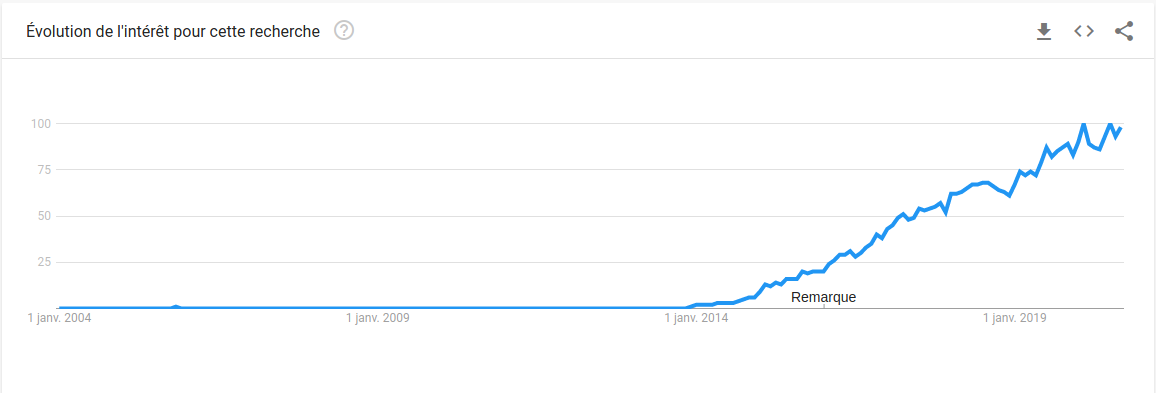 Évolution de l'intérêt pour cette recherche ?
100
75
50
25
Remarque
1 janv. 2004 1 janv. 2009 1 janv. 2014 1 janv. 2019